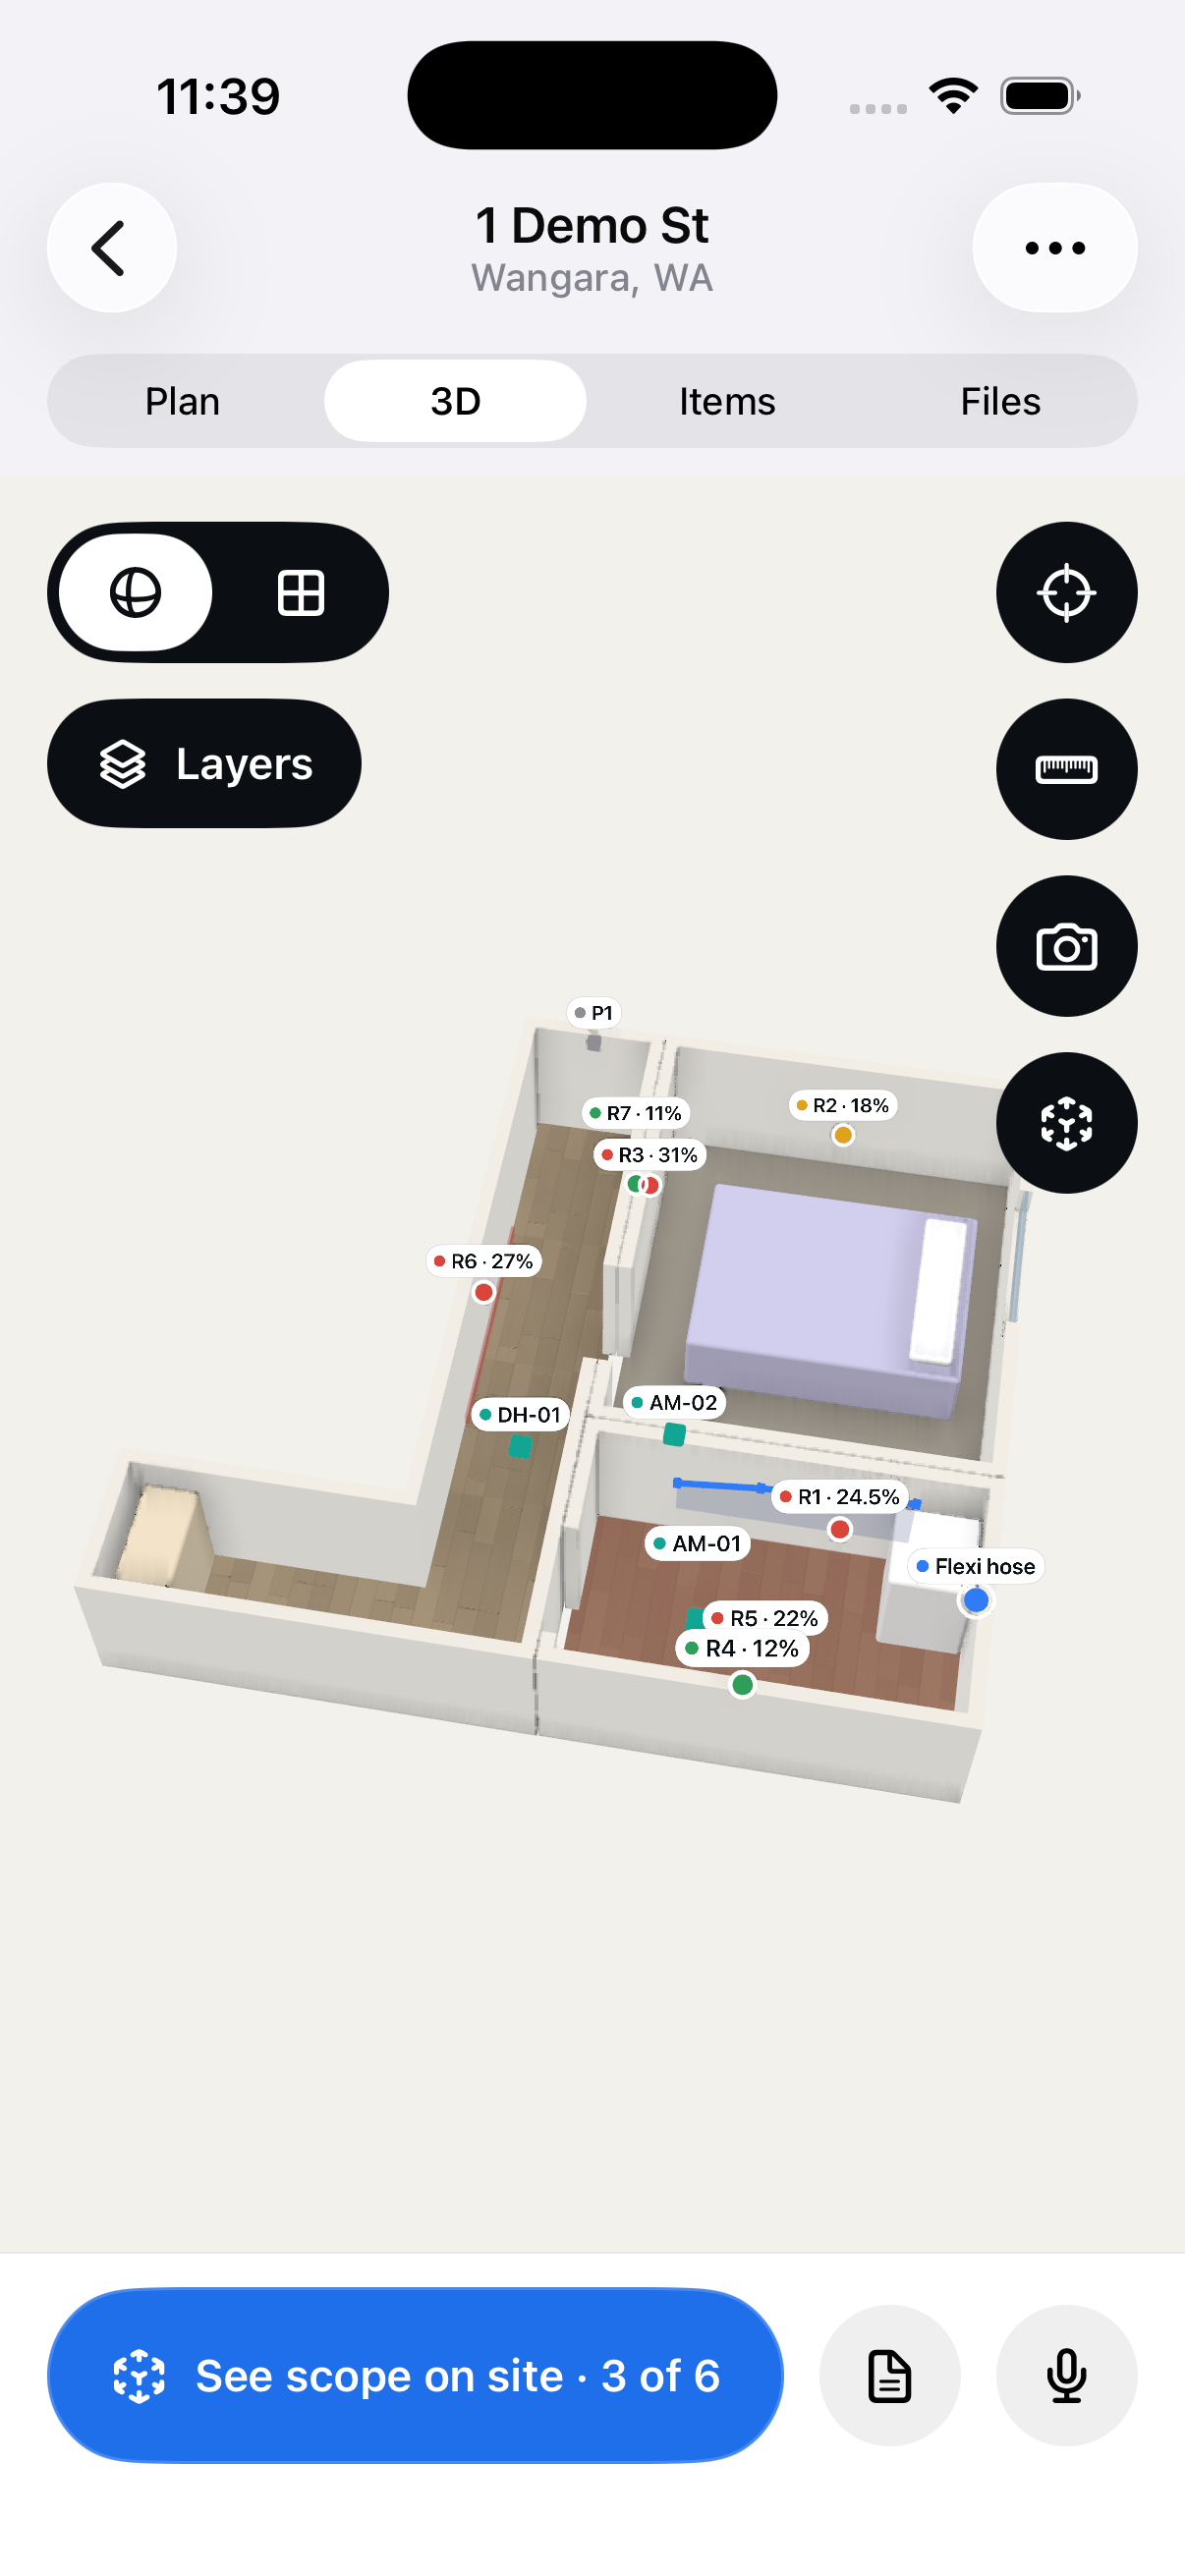 11:39
1 Demo St
Wangara, WA
Plan
3D
Items
Files
Layers
P1
R7 · 11%
R2 · 18%
R3 · 31%
R6 · 27%
DH-01
AM-02
R1 · 24.5%
AM-01
Flexi hose
R5 · 22%
R4 · 12%
See scope on site · 3 of 6